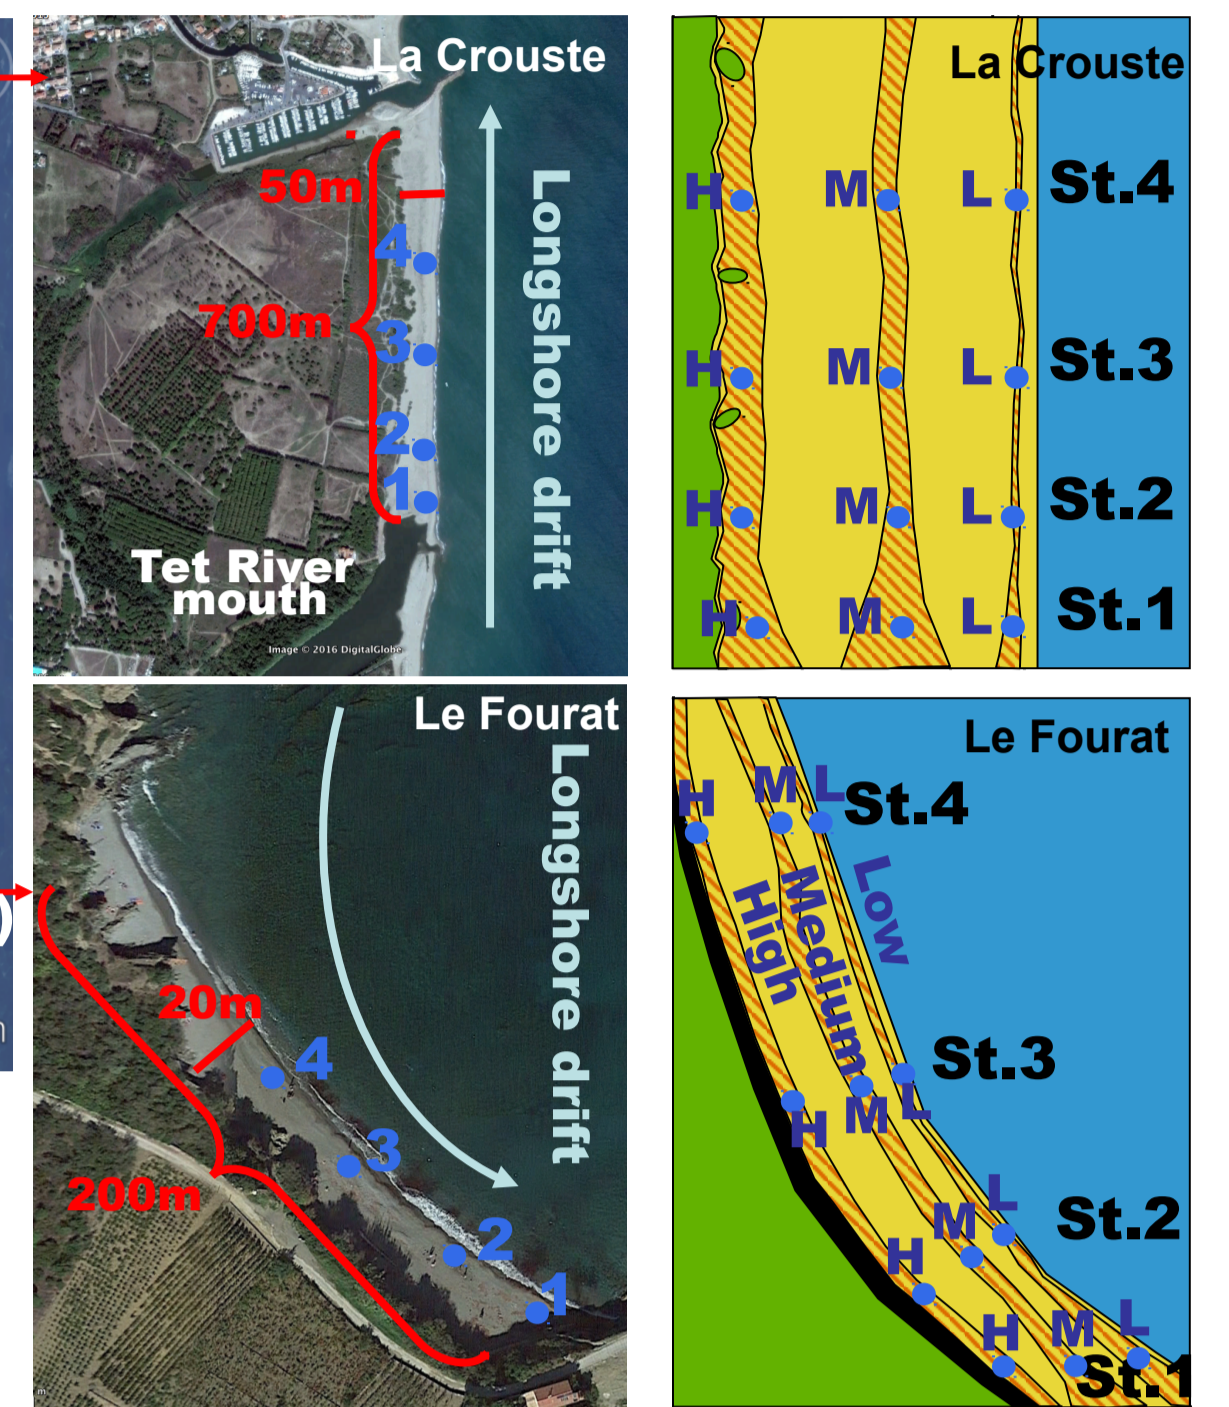 La Crouste
50m
4
700m
3
2
1
Longshore drift
Tet River
mouth
Image © 2016 DigitalGlobe
La Crouste
H M L St.4
H M L St.3
H M L St.2
H M L St.1
)
Le Fourat
Longshore drift
20m
4
3
200m
2
1
m
Le Fourat
H M L St.4
High
Medium
Low
H M L St.3
H M L St.2
H M L St.1